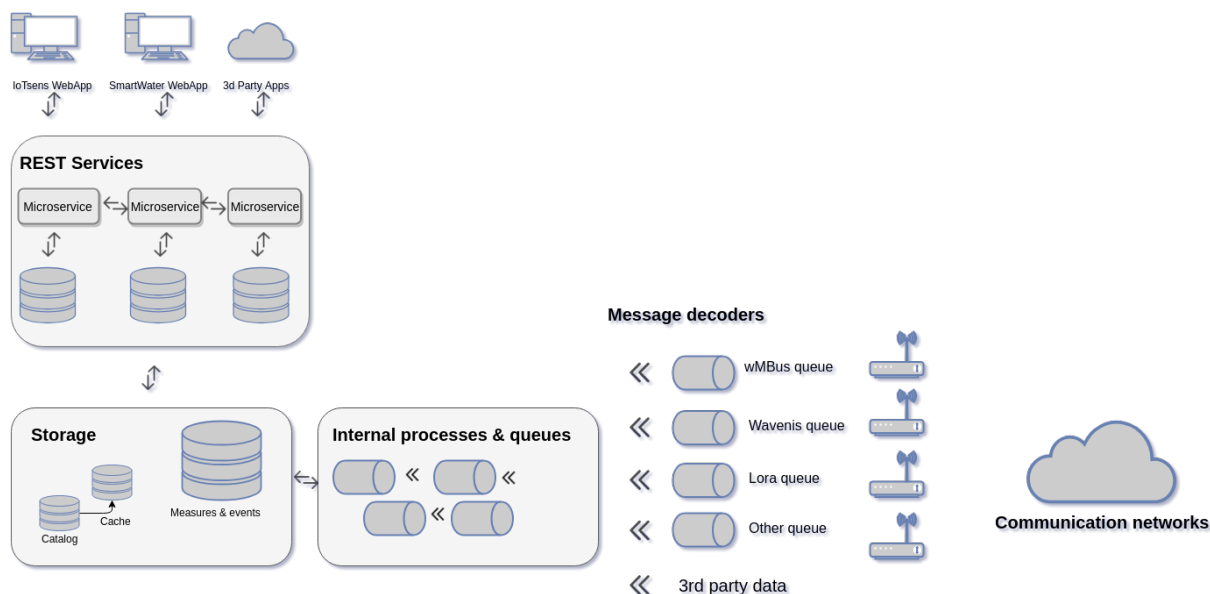 IoTsens WebApp
SmartWater WebApp
3d Party Apps
REST Services
Microservice
Microservice
Microservice
Message decoders
wMBus queue
Wavenis queue
Lora queue
Other queue
3rd party data
Storage
Measures & events
Cache
Catalog
Internal processes & queues
Communication networks